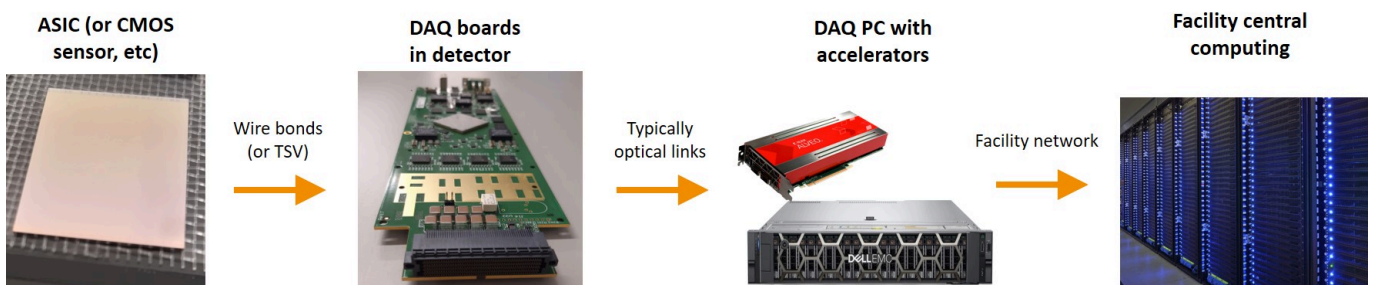 ASIC (or CMOS
sensor, etc)
DAQ boards
in detector
DAQ PC with
accelerators
Facility central
computing
Wire bonds
(or TSV)
Typically
optical links
Facility network
DELLEMC